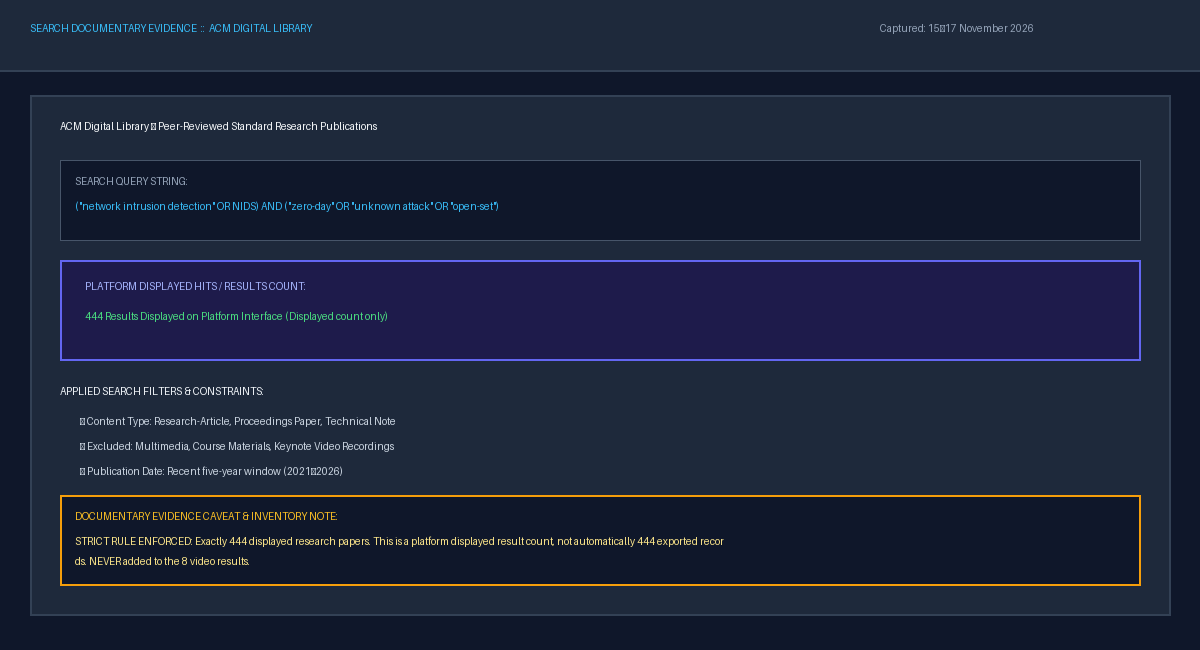 SEARCH DOCUMENTARY EVIDENCE :: ACM DIGITAL LIBRARY
Captured: 15□17 November 2026
ACM Digital Library □ Peer-Reviewed Standard Research Publications
SEARCH QUERY STRING:
("network intrusion detection" OR NIDS) AND ("zero-day" OR "unknown attack" OR "open-set")
PLATFORM DISPLAYED HITS / RESULTS COUNT:
444 Results Displayed on Platform Interface (Displayed count only)
APPLIED SEARCH FILTERS & CONSTRAINTS:
□ Content Type: Research-Article, Proceedings Paper, Technical Note
□ Excluded: Multimedia, Course Materials, Keynote Video Recordings
□ Publication Date: Recent five-year window (2021□2026)
DOCUMENTARY EVIDENCE CAVEAT & INVENTORY NOTE:
STRICT RULE ENFORCED: Exactly 444 displayed research papers. This is a platform displayed result count, not automatically 444 exported recor
ds. NEVER added to the 8 video results.